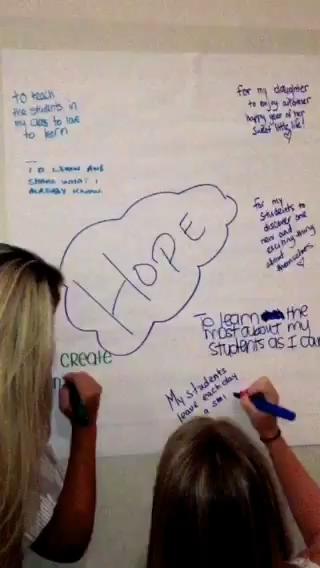 to teach
the students in
my class to love
to learn
TO LEARN AND
SHARE WHAT I
ALREADY KNOW
HOPE
for my daughter
to enjoy another
happy year of her
sweet little life!
for my
students to
discover one
new and
exciting thing
about
themselves
To learn the
most about my
students as I can
create
My students
leave each day
a smi